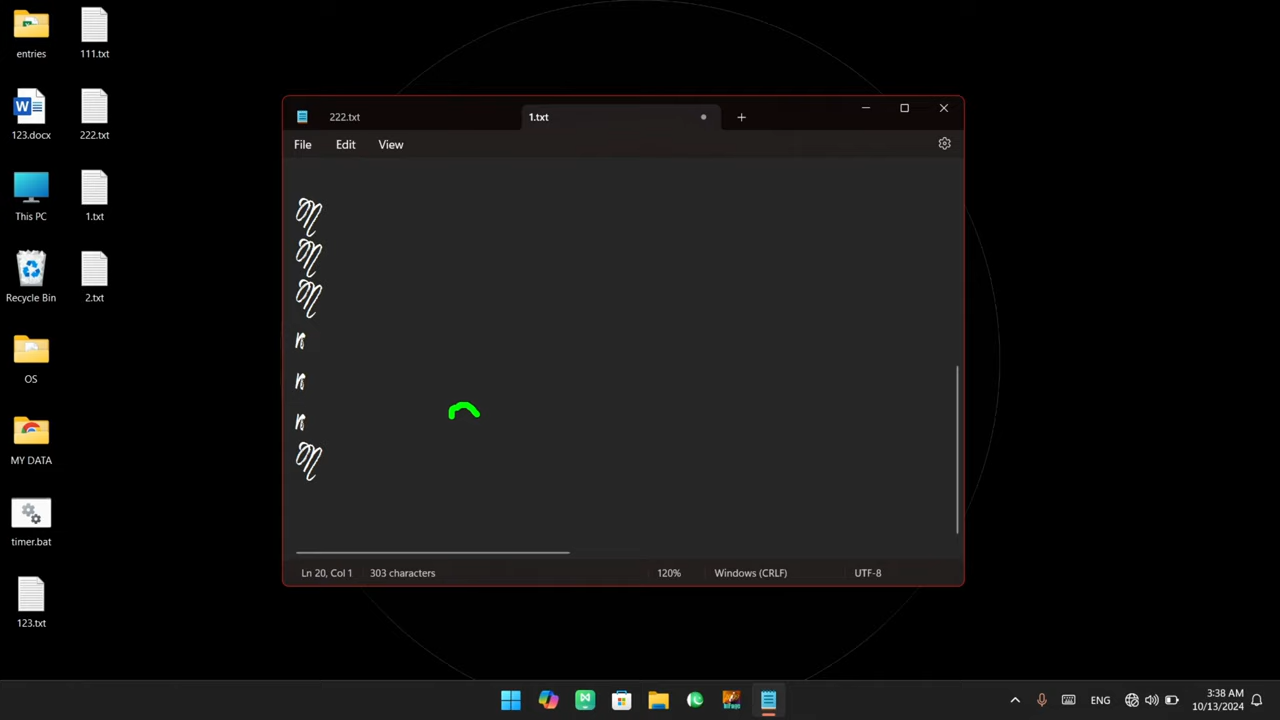 entries
111.txt
123.docx
222.txt
This PC
1.txt
Recycle Bin
2.txt
OS
MY DATA
timer.bat
123.txt
222.txt
1.txt
File Edit View
Ln 20, Col 1
303 characters
120%
Windows (CRLF)
UTF-8
ENG
3:38 AM
10/13/2024